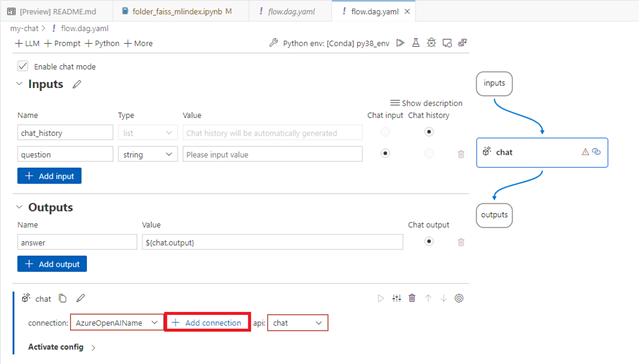 [Preview] README.md
folder_faiss_mlindex.ipynb M
! flow.dag.yaml
! flow.dag.yaml
my-chat > ! flow.dag.yaml
+ LLM + Prompt + Python + More
Python env: [Conda] py38_env
Enable chat mode
Inputs
Show description
Name Type Value Chat input Chat history
chat_history list Chat history will be automatically generated
question string Please input value
+ Add input
Outputs
Name Value Chat output
answer ${chat.output}
+ Add output
chat
connection: AzureOpenAIName + Add connection api: chat
Activate config >
inputs
chat
outputs